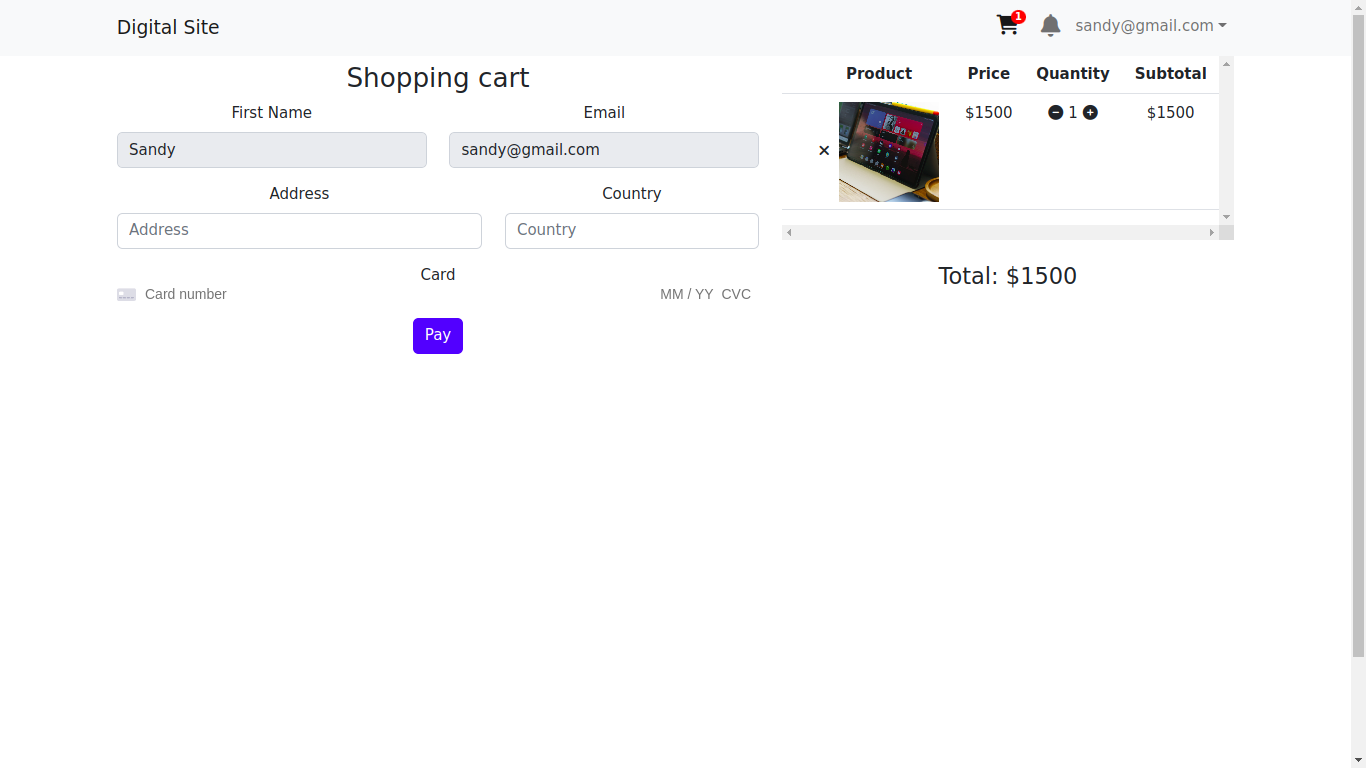 Digital Site
1
sandy@gmail.com
Shopping cart
First Name
Email
Sandy
sandy@gmail.com
Address
Country
Address
Country
Card
Card number
MM / YY CVC
Pay
Product Price Quantity Subtotal
× $1500 1 $1500
Total: $1500